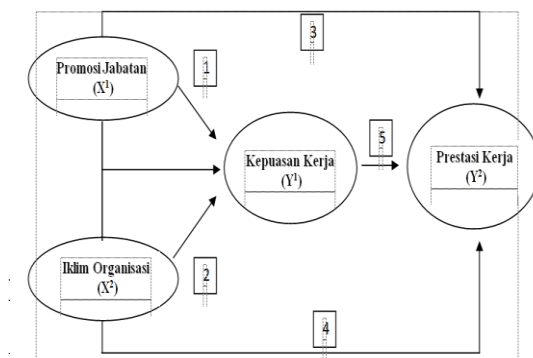 3
Promosi Jabatan
(X¹)
1
5
Kepuasan Kerja
(Y¹)
Prestasi Kerja
(Y²)
Iklim Organisasi
(X²)
2
4